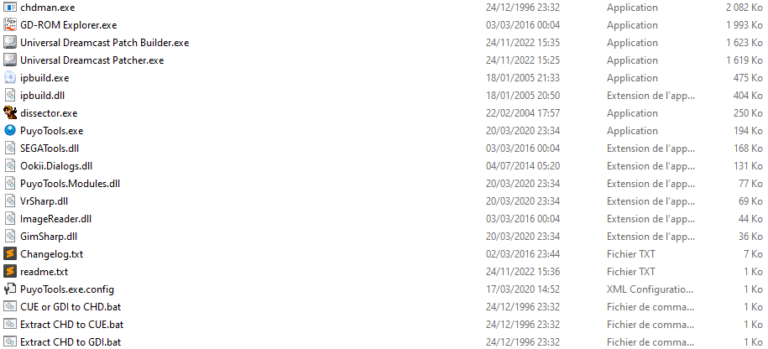 chdman.exe 24/12/1996 23:32 Application 2 082 Ko
GD-ROM Explorer.exe 03/03/2016 00:04 Application 1 993 Ko
Universal Dreamcast Patch Builder.exe 24/11/2022 15:35 Application 1 623 Ko
Universal Dreamcast Patcher.exe 24/11/2022 15:25 Application 1 619 Ko
ipbuild.exe 18/01/2005 21:33 Application 475 Ko
ipbuild.dll 18/01/2005 20:50 Extension de l'app... 404 Ko
dissector.exe 22/02/2004 17:57 Application 250 Ko
PuyoTools.exe 20/03/2020 23:34 Application 194 Ko
SEGATools.dll 03/03/2016 00:04 Extension de l'app... 168 Ko
Ookii.Dialogs.dll 04/07/2014 05:20 Extension de l'app... 131 Ko
PuyoTools.Modules.dll 20/03/2020 23:34 Extension de l'app... 77 Ko
VrSharp.dll 20/03/2020 23:34 Extension de l'app... 69 Ko
ImageReader.dll 03/03/2016 00:04 Extension de l'app... 44 Ko
GimSharp.dll 20/03/2020 23:34 Extension de l'app... 36 Ko
Changelog.txt 02/03/2016 23:44 Fichier TXT 7 Ko
readme.txt 24/11/2022 15:36 Fichier TXT 1 Ko
PuyoTools.exe.config 17/03/2020 14:52 XML Configuratio... 1 Ko
CUE or GDI to CHD.bat 24/12/1996 23:32 Fichier de comma... 1 Ko
Extract CHD to CUE.bat 24/12/1996 23:32 Fichier de comma... 1 Ko
Extract CHD to GDI.bat 24/12/1996 23:32 Fichier de comma... 1 Ko